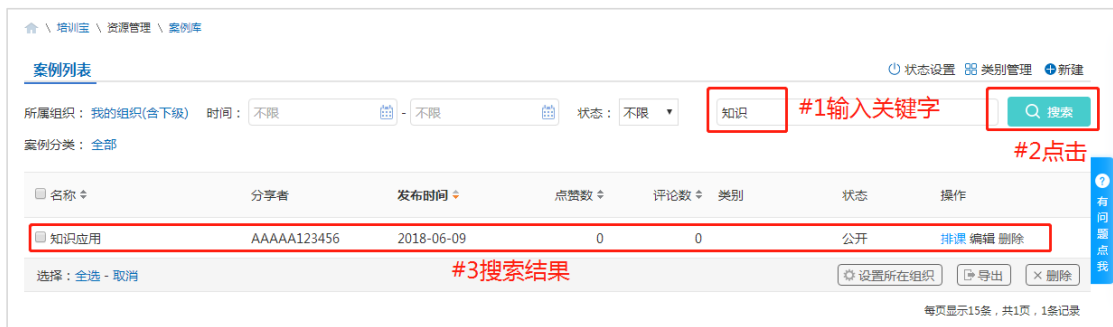 \ 培训宝 \ 资源管理 \ 案例库
案例列表 状态设置 类别管理 新建
所属组织： 我的组织(含下级) 时间： 不限 - 不限 状态： 不限 知识 #1输入关键字 搜索
案例分类： 全部 #2点击
名称 分享者 发布时间 点赞数 评论数 类别 状态 操作
知识应用 AAAAA123456 2018-06-09 0 0 公开 排课 编辑 删除
选择：全选 - 取消 #3搜索结果 设置所在组织 导出 × 删除
每页显示15条，共1页，1条记录
?
有问题点我